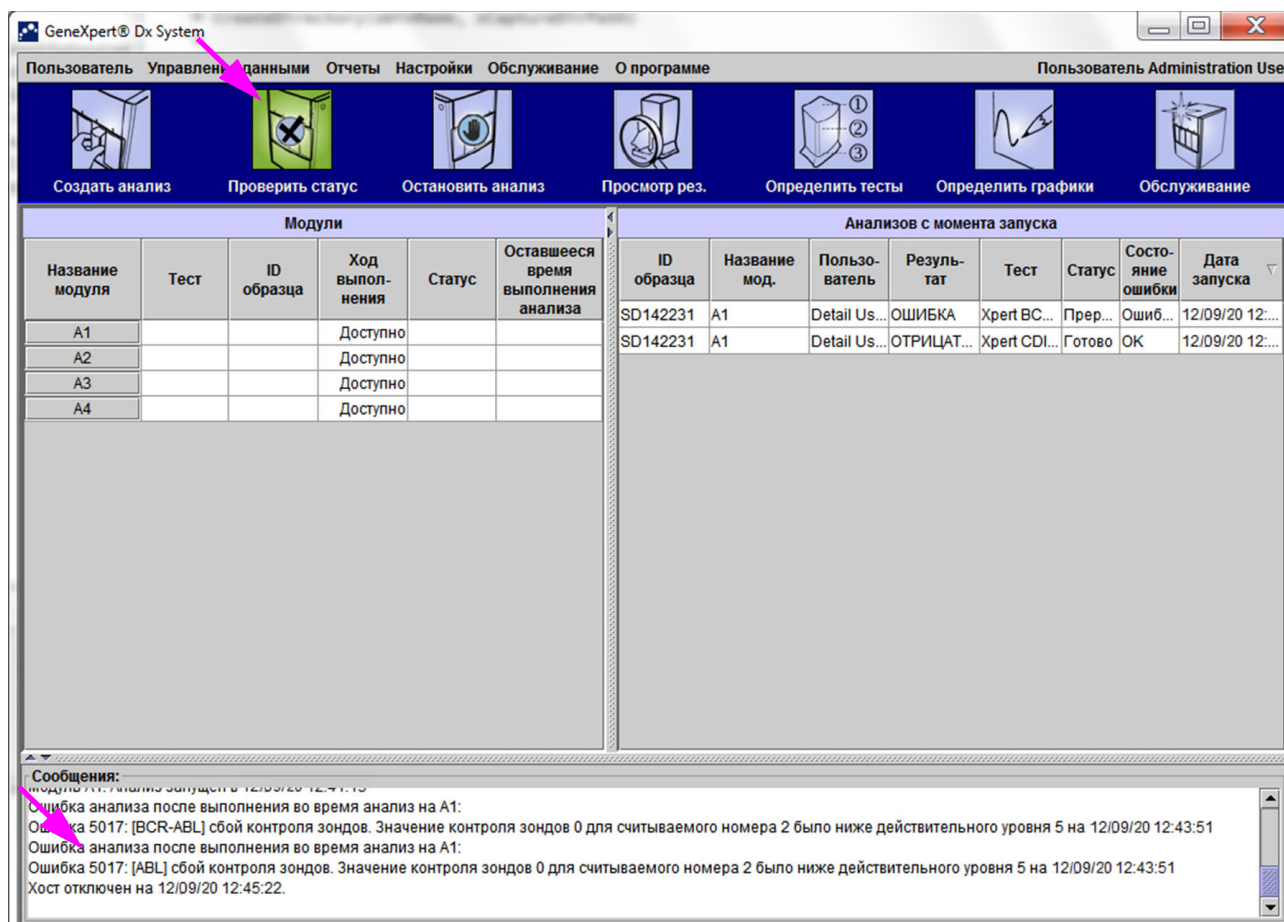 GeneXpert® Dx System
Пользователь Управление данными Отчеты Настройки Обслуживание О программе Пользователь Administration Use
Создать анализ Проверить статус Остановить анализ Просмотр рез. Определить тесты Определить графики Обслуживание
Модули
Название модуля Тест ID образца Ход выпол-нения Статус Оставшееся время выполнения анализа
A1 Доступно
A2 Доступно
A3 Доступно
A4 Доступно
Анализов с момента запуска
ID образца Название мод. Пользо-ватель Резуль-тат Тест Статус Состо-яние ошибки Дата запуска
SD142231 A1 Detail Us... ОШИБКА Xpert BC... Прер... Ошиб... 12/09/20 12:...
SD142231 A1 Detail Us... ОТРИЦАТ... Xpert CDI... Готово OK 12/09/20 12:...
Сообщения:
Ошибка анализа после выполнения во время анализ на A1:
Ошибка 5017: [BCR-ABL] сбой контроля зондов. Значение контроля зондов 0 для считываемого номера 2 было ниже действительного уровня 5 на 12/09/20 12:43:51
Ошибка анализа после выполнения во время анализ на A1:
Ошибка 5017: [ABL] сбой контроля зондов. Значение контроля зондов 0 для считываемого номера 2 было ниже действительного уровня 5 на 12/09/20 12:43:51
Хост отключен на 12/09/20 12:45:22.